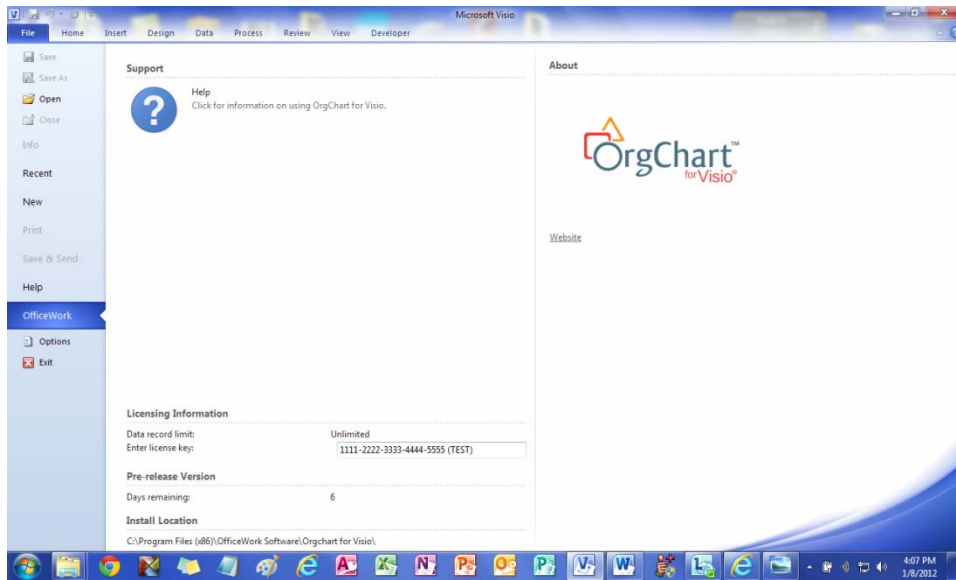 Microsoft Visio
File Home Insert Design Data Process Review View Developer
Save
Save As
Open
Close
Info
Recent
New
Print
Save & Send
Help
OfficeWork
Options
Exit
Support
Help
Click for information on using OrgChart for Visio.
Licensing Information
Data record limit: Unlimited
Enter license key: 1111-2222-3333-4444-5555 (TEST)
Pre-release Version
Days remaining: 6
Install Location
C:\Program Files (x86)\OfficeWork Software\Orgchart for Visio\
About
OrgChart™
for Visio®
Website
4:07 PM
1/8/2012